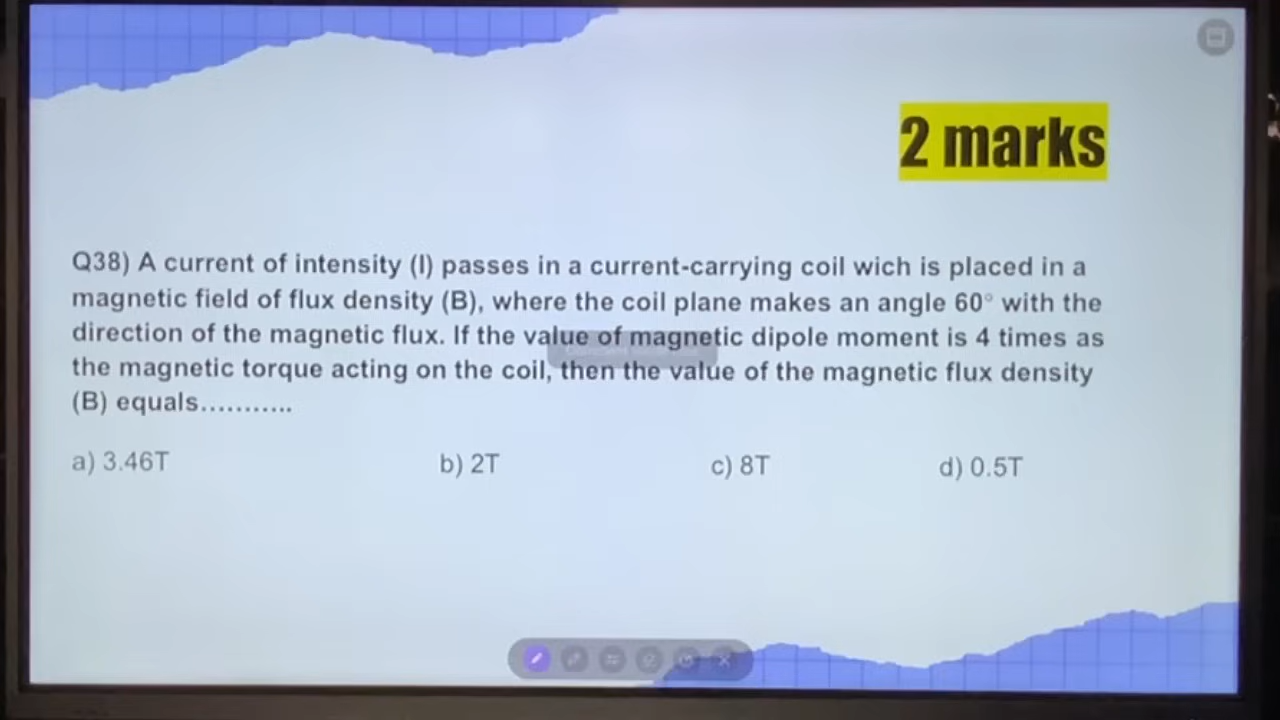 2 marks
Q38) A current of intensity (I) passes in a current-carrying coil wich is placed in a
magnetic field of flux density (B), where the coil plane makes an angle 60° with the
direction of the magnetic flux. If the value of magnetic dipole moment is 4 times as
the magnetic torque acting on the coil, then the value of the magnetic flux density
(B) equals...........
a) 3.46T b) 2T c) 8T d) 0.5T